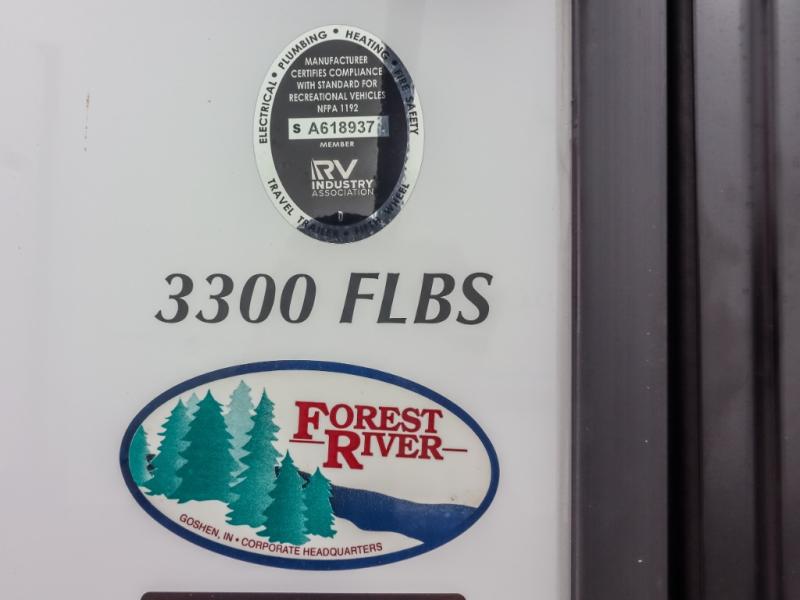 ELECTRICAL • PLUMBING • HEATING • FIRE SAFETY
MANUFACTURER
CERTIFIES COMPLIANCE
WITH STANDARD FOR
RECREATIONAL VEHICLES
NFPA 1192
S A618937
MEMBER
RV
INDUSTRY
ASSOCIATION
TRAVEL TRAILER • FIFTH WHEEL
3300 FLBS
FOREST
RIVER
GOSHEN, IN • CORPORATE HEADQUARTERS